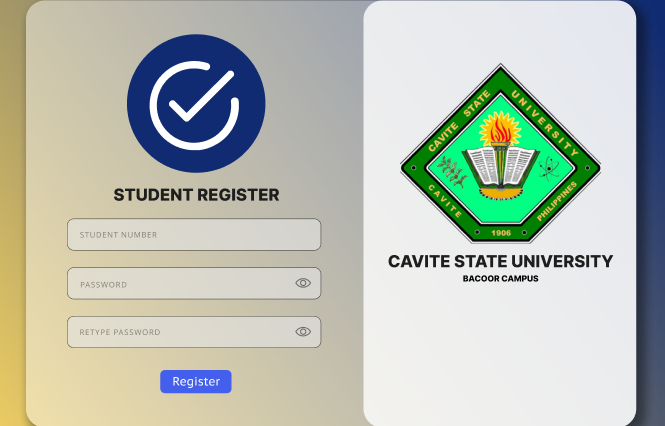 STUDENT REGISTER
STUDENT NUMBER
PASSWORD
RETYPE PASSWORD
Register
CAVITE STATE UNIVERSITY
CAVITE
PHILIPPINES
1906
CAVITE STATE UNIVERSITY
BACOOR CAMPUS